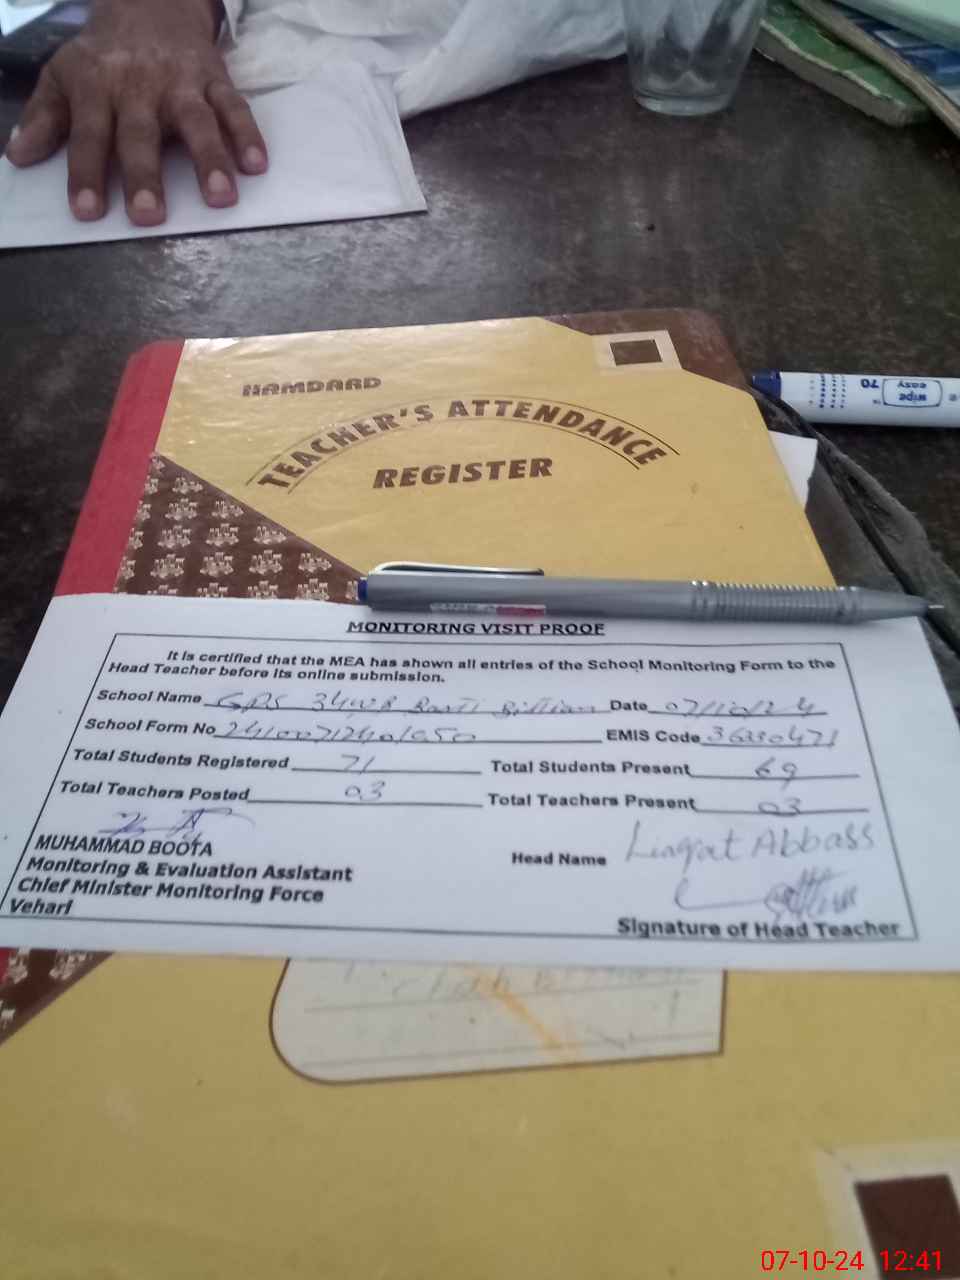 HAMDARD
TEACHER'S ATTENDANCE
REGISTER
wipe easy 70
MONITORING VISIT PROOF
It is certified that the MEA has shown all entries of the School Monitoring Form to the
Head Teacher before its online submission.
School Name GPS 34WB Date 07/10/24
School Form No EMIS Code 36330471
Total Students Registered 71 Total Students Present 69
Total Teachers Posted 03 Total Teachers Present 03
MUHAMMAD BOOTA
Monitoring & Evaluation Assistant
Chief Minister Monitoring Force
Vehari
Head Name Liaqat Abbass
Signature of Head Teacher
07-10-24 12:41